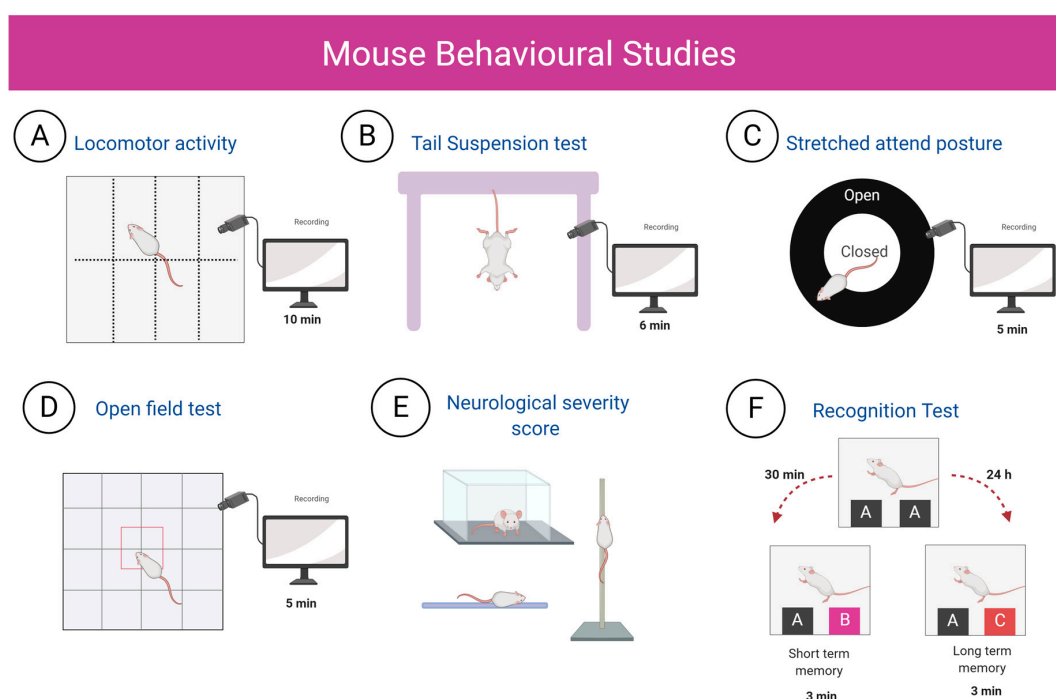 Mouse Behavioural Studies
A
Locomotor activity
Recording
10 min
B
Tail Suspension test
Recording
6 min
C
Stretched attend posture
Open
Closed
Recording
5 min
D
Open field test
Recording
5 min
E
Neurological severity
score
F
Recognition Test
30 min
24 h
A
A
A
B
A
C
Short term
memory
3 min
Long term
memory
3 min